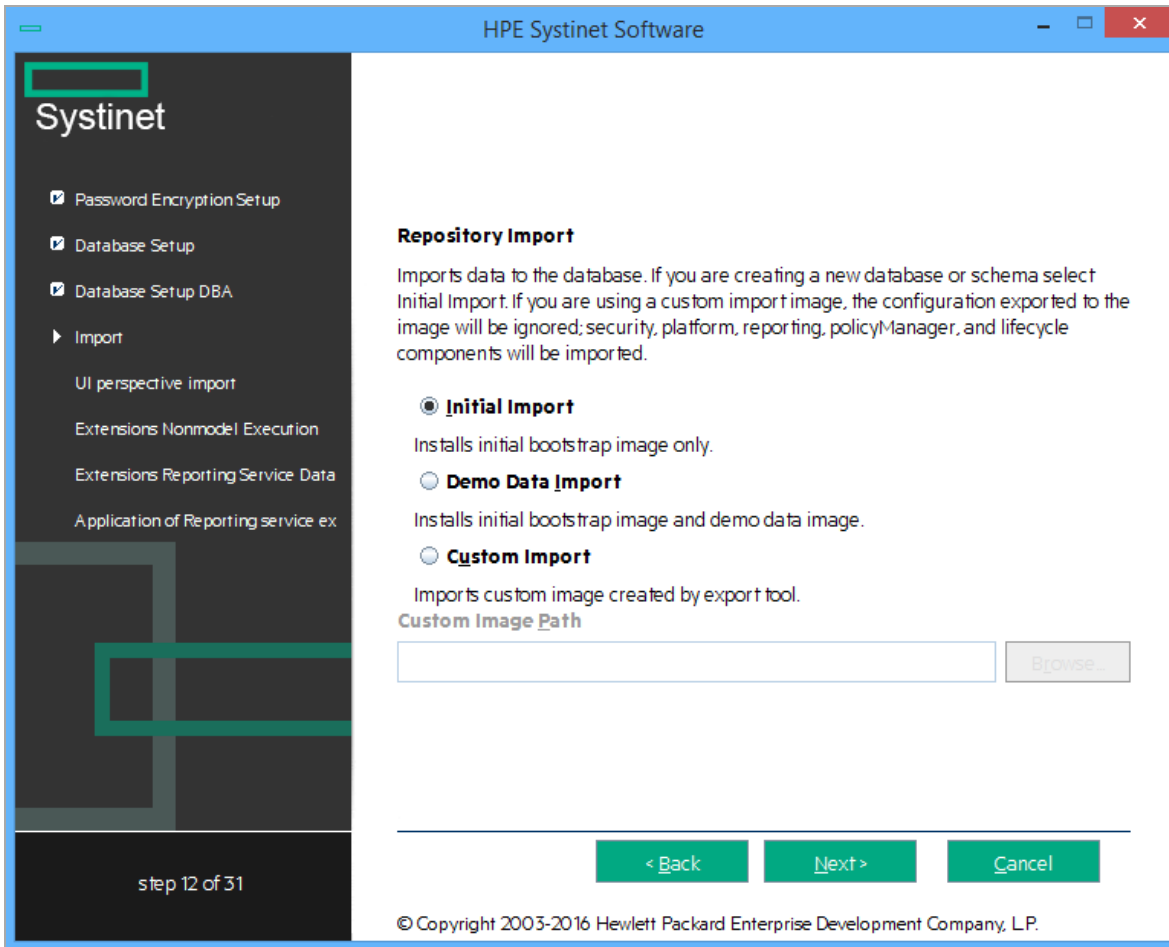 HPE Systinet Software
Systinet
Password Encryption Setup
Database Setup
Database Setup DBA
Import
UI perspective import
Extensions Nonmodel Execution
Extensions Reporting Service Data
Application of Reporting service ex
step 12 of 31
Repository Import
Imports data to the database. If you are creating a new database or schema select
Initial Import. If you are using a custom import image, the configuration exported to the
image will be ignored; security, platform, reporting, policyManager, and lifecycle
components will be imported.
Initial Import
Installs initial bootstrap image only.
Demo Data Import
Installs initial bootstrap image and demo data image.
Custom Import
Imports custom image created by export tool.
Custom Image Path
Browse...
< Back
Next >
Cancel
© Copyright 2003-2016 Hewlett Packard Enterprise Development Company, L.P.